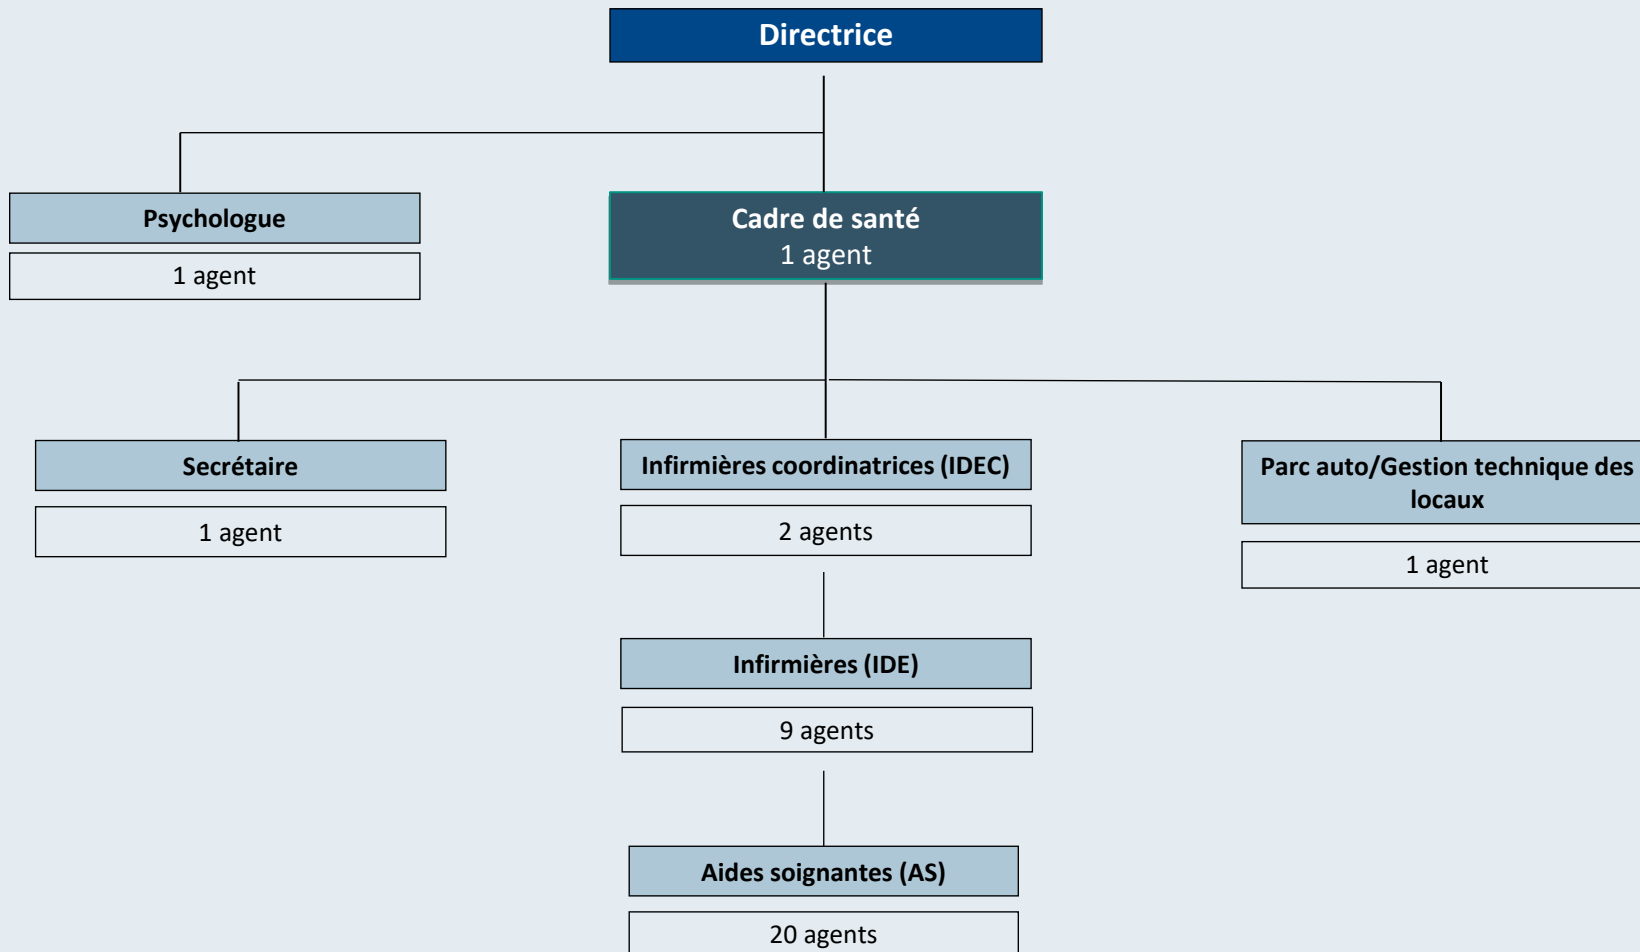 Directrice
Psychologue
1 agent
Cadre de santé
1 agent
Secrétaire
1 agent
Infirmières coordinatrices (IDEC)
2 agents
Parc auto/Gestion technique des
locaux
1 agent
Infirmières (IDE)
9 agents
Aides soignantes (AS)
20 agents